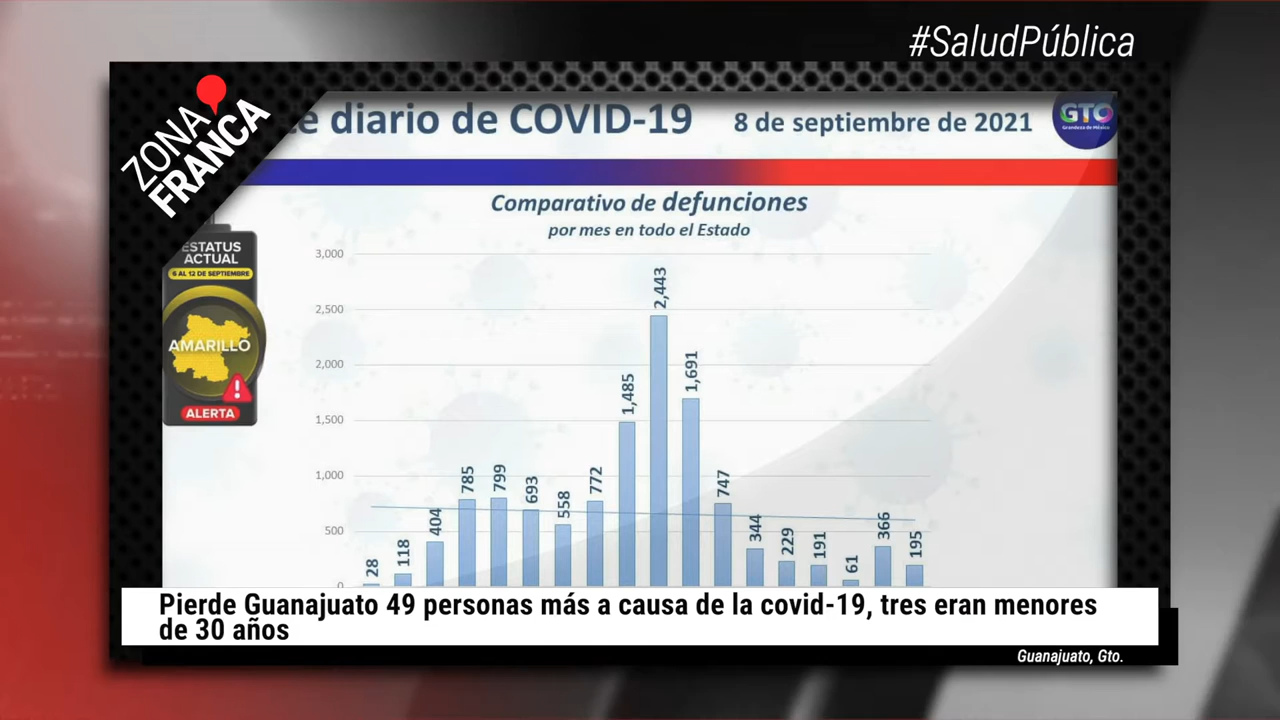 #SaludPública
ZONA
FRANCA
e diario de COVID-19
8 de septiembre de 2021
GTO
Grandeza de México
Comparativo de defunciones
por mes en todo el Estado
ESTATUS
ACTUAL
6 AL 12 DE SEPTIEMBRE
AMARILLO
ALERTA
3,000
2,500
2,000
1,500
1,000
500
0
28
118
404
785
799
693
558
772
1,485
2,443
1,691
747
344
229
191
61
366
195
Pierde Guanajuato 49 personas más a causa de la covid-19, tres eran menores
de 30 años
Guanajuato, Gto.